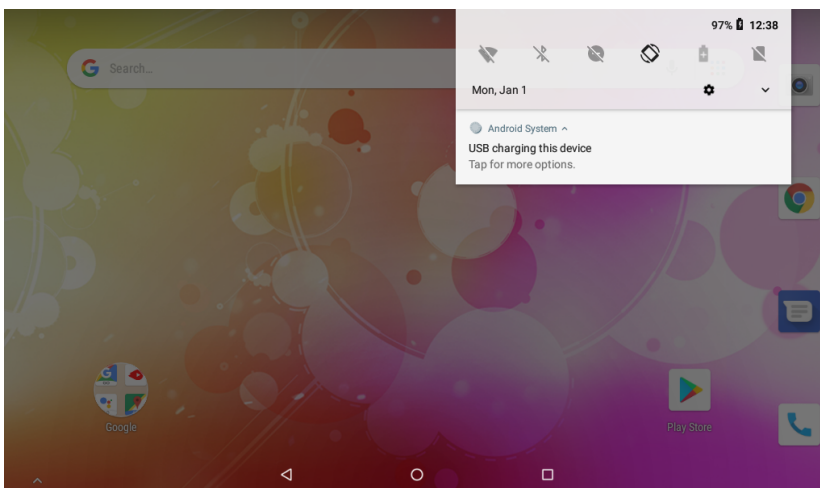 97% 12:38
Search...
Mon, Jan 1
Android System
USB charging this device
Tap for more options.
Google
Play Store